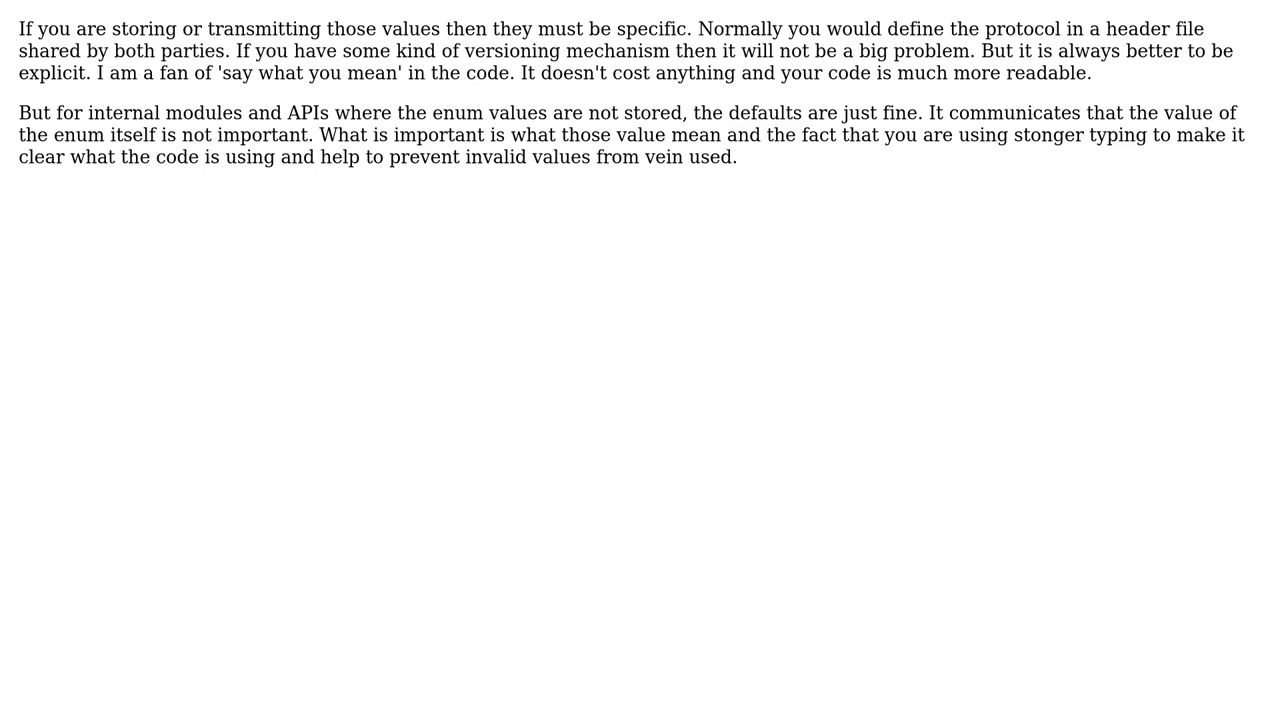 If you are storing or transmitting those values then they must be specific. Normally you would define the protocol in a header file
shared by both parties. If you have some kind of versioning mechanism then it will not be a big problem. But it is always better to be
explicit. I am a fan of 'say what you mean' in the code. It doesn't cost anything and your code is much more readable.
But for internal modules and APIs where the enum values are not stored, the defaults are just fine. It communicates that the value of
the enum itself is not important. What is important is what those value mean and the fact that you are using stonger typing to make it
clear what the code is using and help to prevent invalid values from vein used.